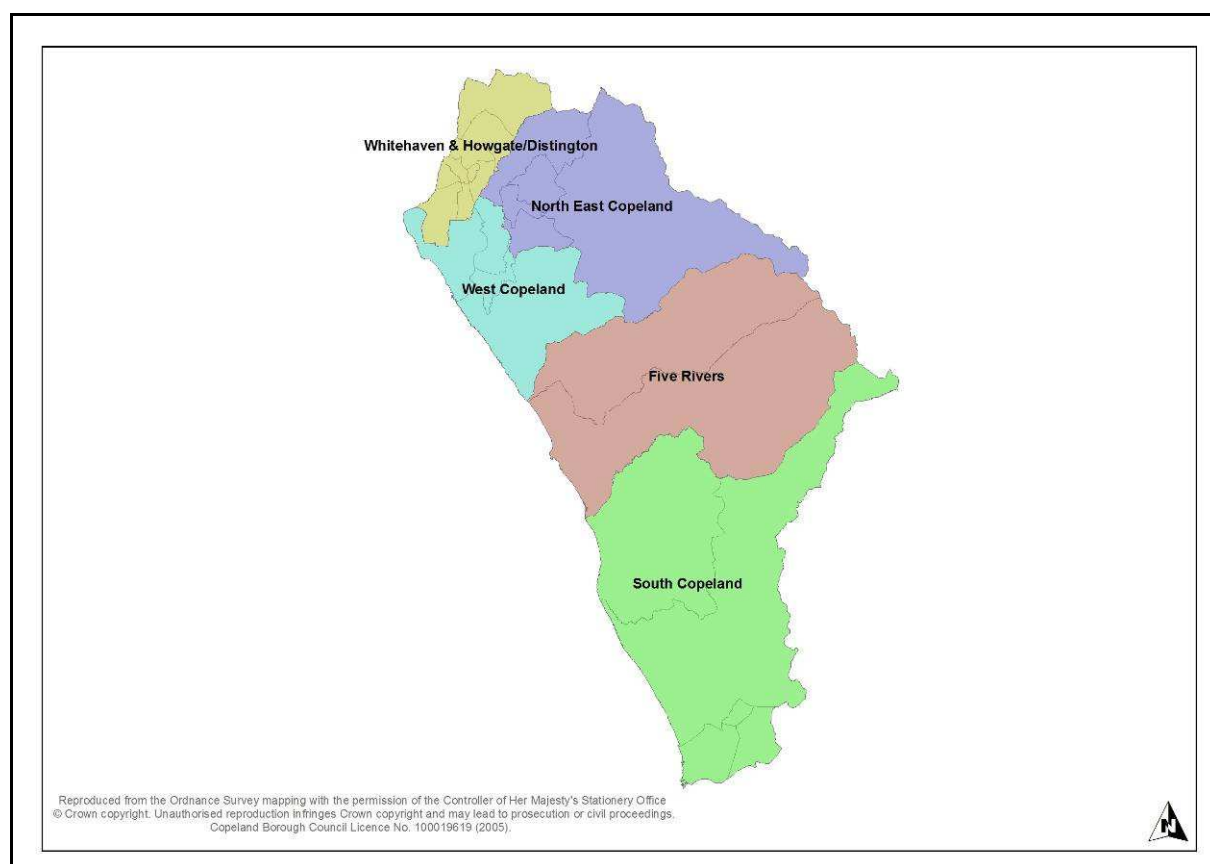 Whitehaven & Howgate/Distington
North East Copeland
West Copeland
Five Rivers
South Copeland
Reproduced from the Ordnance Survey mapping with the permission of the Controller of Her Majesty's Stationery Office
© Crown copyright. Unauthorised reproduction infringes Crown copyright and may lead to prosecution or civil proceedings.
Copeland Borough Council Licence No. 100019619 (2005).
N